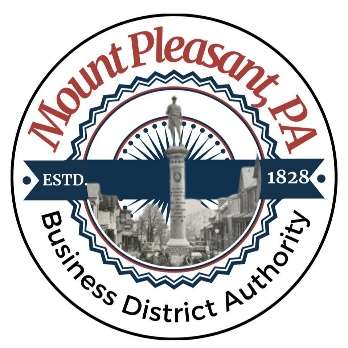 Mount Pleasant, PA
ESTD 1828
Business District Authority